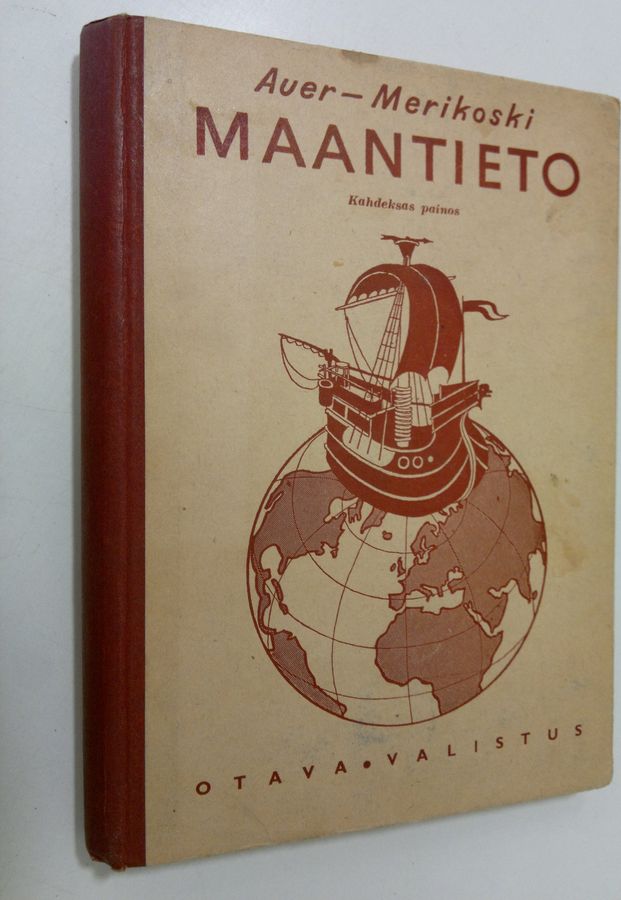 Auer – Merikoski
MAANTIETO
Kahdeksas painos
OTAVA • VALISTUS